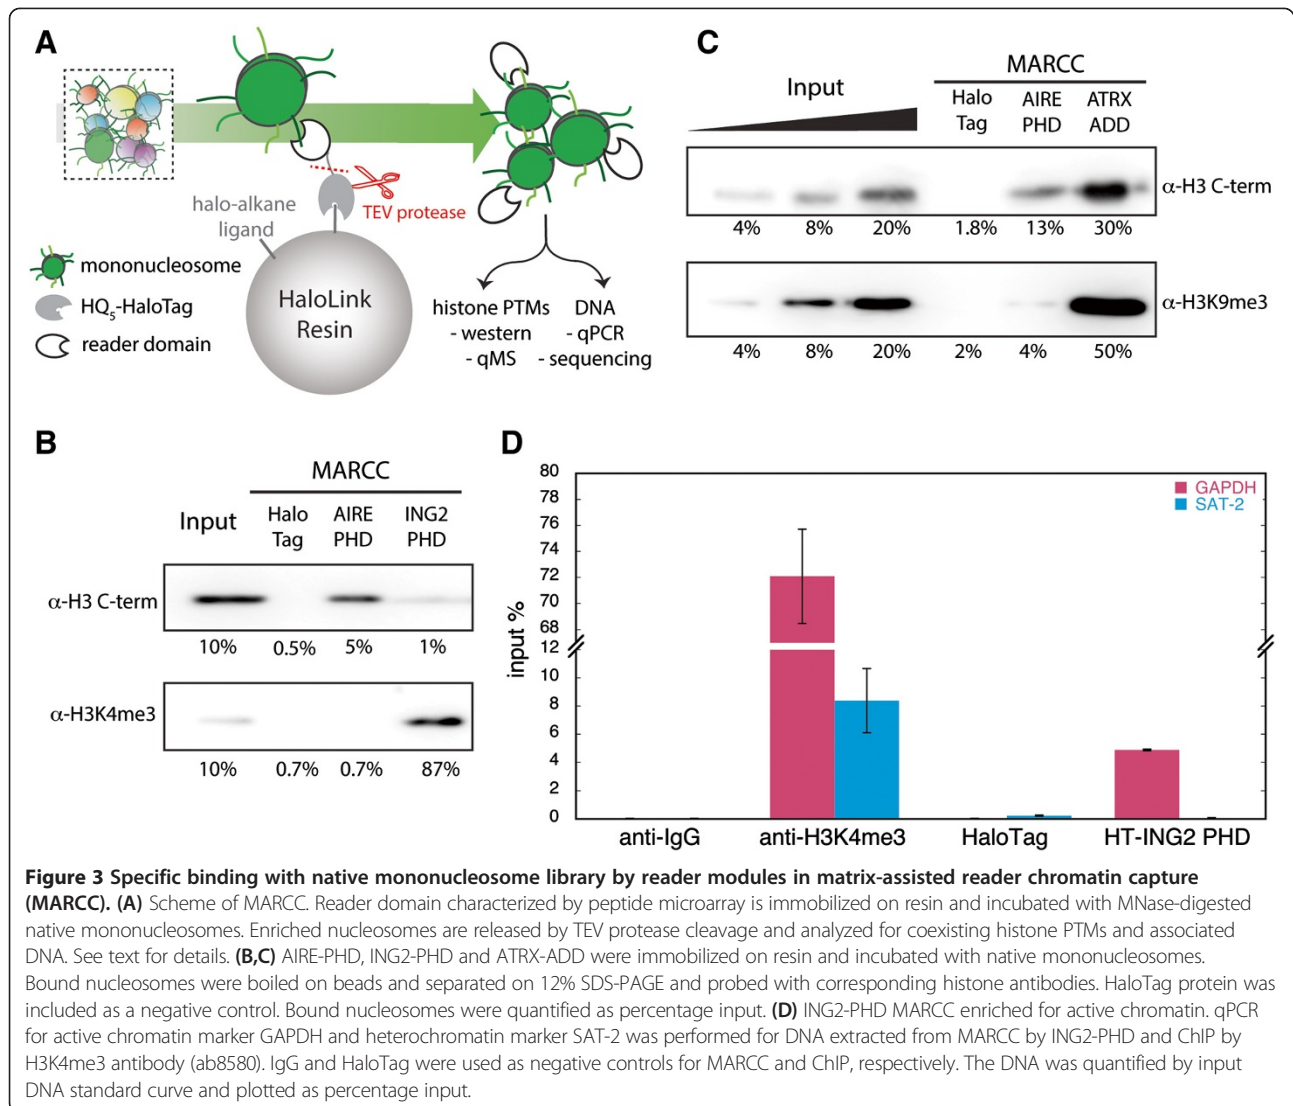 A
halo-alkane
ligand
TEV protease
mononucleosome
HQ5-HaloTag
reader domain
HaloLink
Resin
histone PTMs
- western
- qMS
DNA
- qPCR
- sequencing
C
Input
MARCC
Halo
Tag
AIRE
PHD
ATRX
ADD
α-H3 C-term
4% 8% 20% 1.8% 13% 30%
α-H3K9me3
4% 8% 20% 2% 4% 50%
B
MARCC
Input
Halo
Tag
AIRE
PHD
ING2
PHD
α-H3 C-term
10% 0.5% 5% 1%
α-H3K4me3
10% 0.7% 0.7% 87%
D
GAPDH
SAT-2
input %
80
78
76
74
72
70
68
12
10
8
6
4
2
0
anti-IgG anti-H3K4me3 HaloTag HT-ING2 PHD
Figure 3 Specific binding with native mononucleosome library by reader modules in matrix-assisted reader chromatin capture
(MARCC). (A) Scheme of MARCC. Reader domain characterized by peptide microarray is immobilized on resin and incubated with MNase-digested
native mononucleosomes. Enriched nucleosomes are released by TEV protease cleavage and analyzed for coexisting histone PTMs and associated
DNA. See text for details. (B,C) AIRE-PHD, ING2-PHD and ATRX-ADD were immobilized on resin and incubated with native mononucleosomes.
Bound nucleosomes were boiled on beads and separated on 12% SDS-PAGE and probed with corresponding histone antibodies. HaloTag protein was
included as a negative control. Bound nucleosomes were quantified as percentage input. (D) ING2-PHD MARCC enriched for active chromatin. qPCR
for active chromatin marker GAPDH and heterochromatin marker SAT-2 was performed for DNA extracted from MARCC by ING2-PHD and ChIP by
H3K4me3 antibody (ab8580). IgG and HaloTag were used as negative controls for MARCC and ChIP, respectively. The DNA was quantified by input
DNA standard curve and plotted as percentage input.